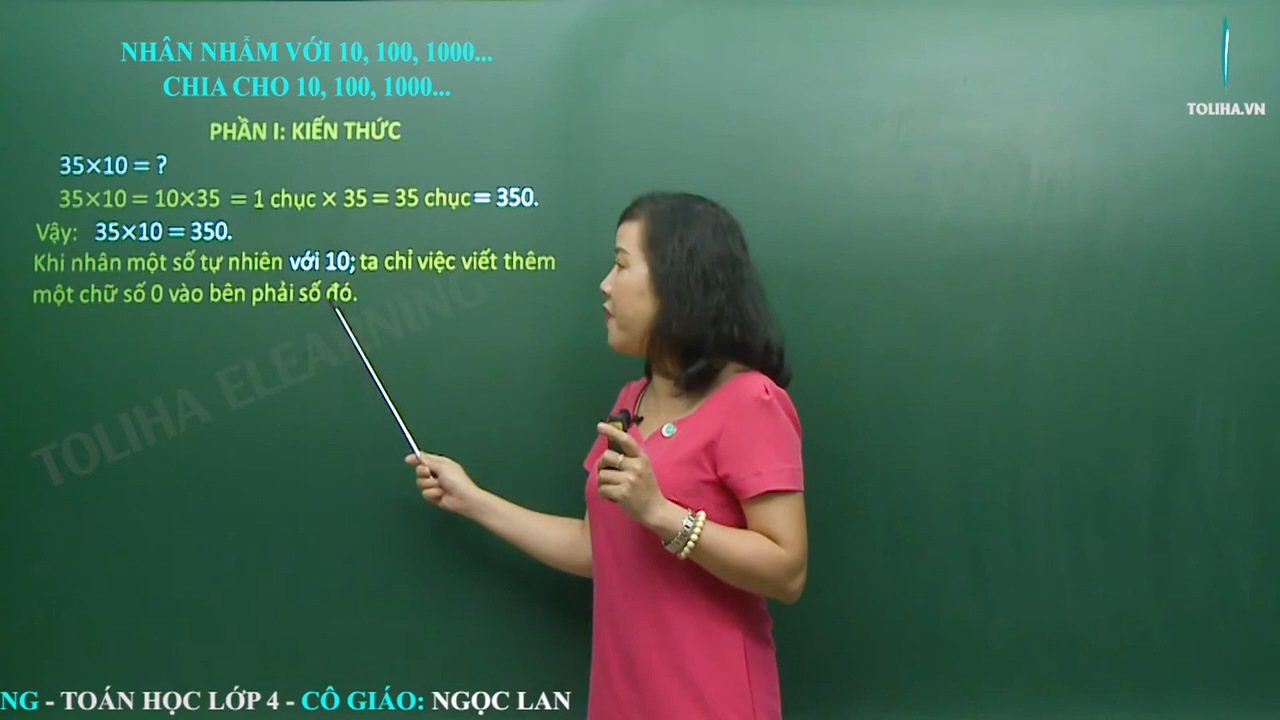 NHÂN NHẨM VỚI 10, 100, 1000...
CHIA CHO 10, 100, 1000...
TOLIHA.VN
PHẦN I: KIẾN THỨC
35×10 = ?
35×10 = 10×35 = 1 chục × 35 = 35 chục = 350.
Vậy: 35×10 = 350.
Khi nhân một số tự nhiên với 10; ta chỉ việc viết thêm
một chữ số 0 vào bên phải số đó.
TOLIHA ELEARNING
NG - TOÁN HỌC LỚP 4 - CÔ GIÁO: NGỌC LAN